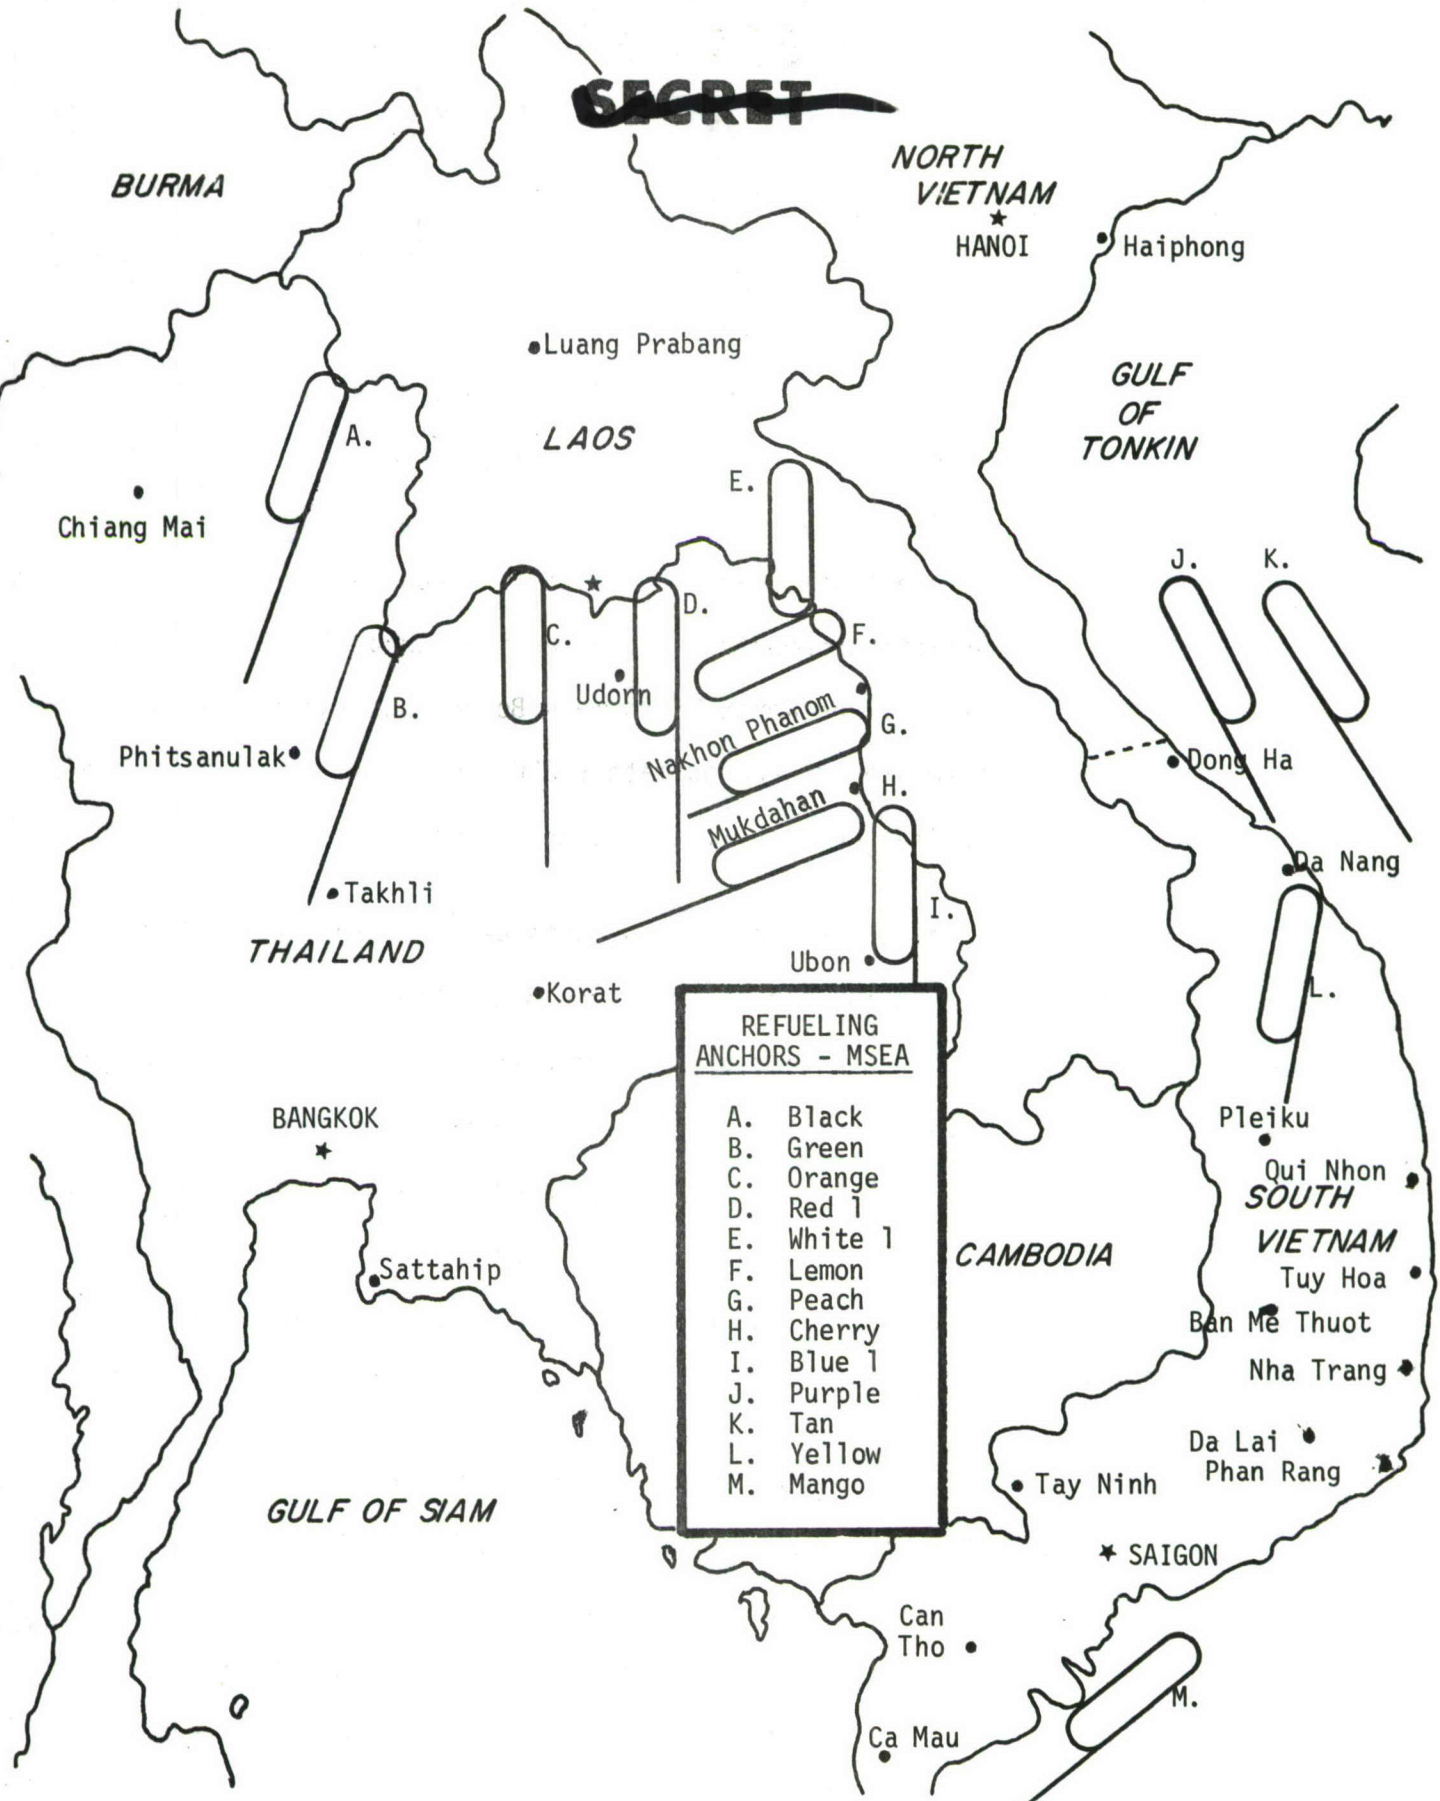 SECRET
BURMA
NORTH
VIETNAM
HANOI
Haiphong
Luang Prabang
GULF
OF
TONKIN
A.
LAOS
E.
Chiang Mai
J.
K.
D.
C.
F.
Udorn
B.
Nakhon Phanom
G.
Phitsanulak
Dong Ha
H.
Mukdahan
Da Nang
Takhli
I.
THAILAND
Ubon
Korat
L.
REFUELING
ANCHORS - MSEA
A. Black
B. Green
C. Orange
D. Red 1
E. White 1
F. Lemon
G. Peach
H. Cherry
I. Blue 1
J. Purple
K. Tan
L. Yellow
M. Mango
BANGKOK
Pleiku
Qui Nhon
SOUTH
VIETNAM
CAMBODIA
Sattahip
Tuy Hoa
Ban Me Thuot
Nha Trang
Da Lai
Phan Rang
Tay Ninh
GULF OF SIAM
SAIGON
Can
Tho
M.
Ca Mau